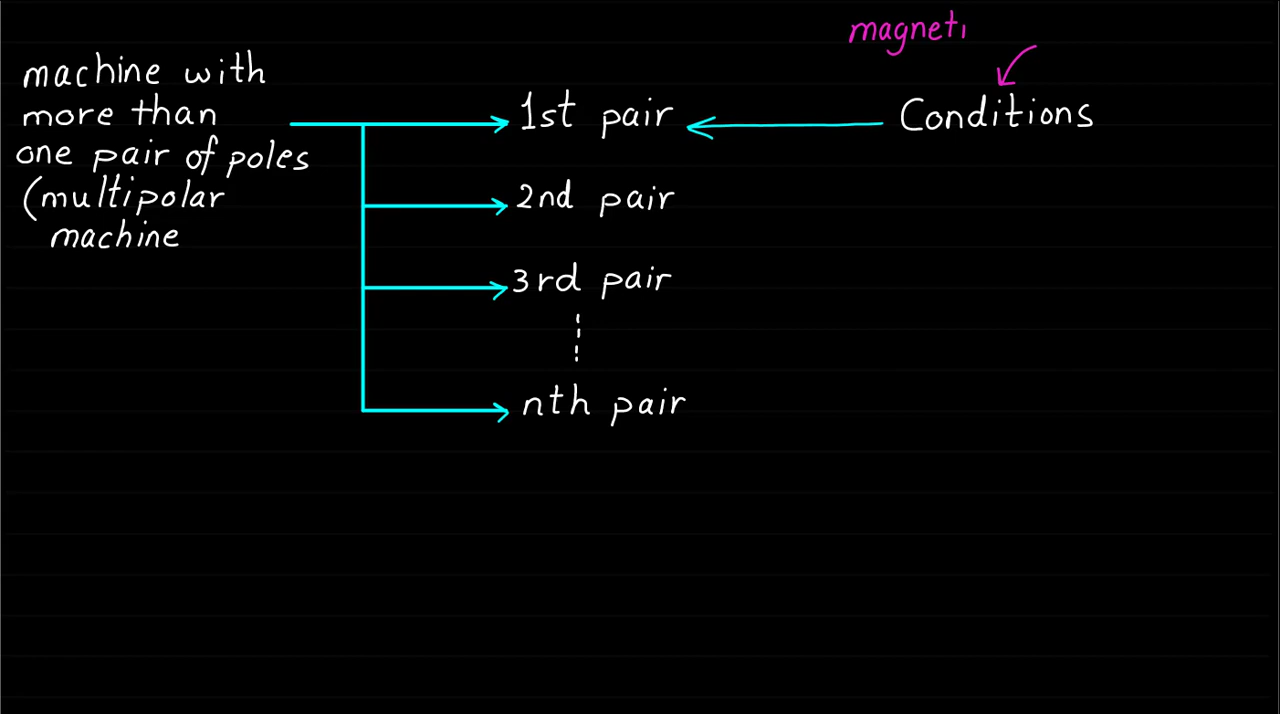 magneti
machine with
more than
one pair of poles
(multipolar
machine
1st pair
Conditions
2nd pair
3rd pair
nth pair